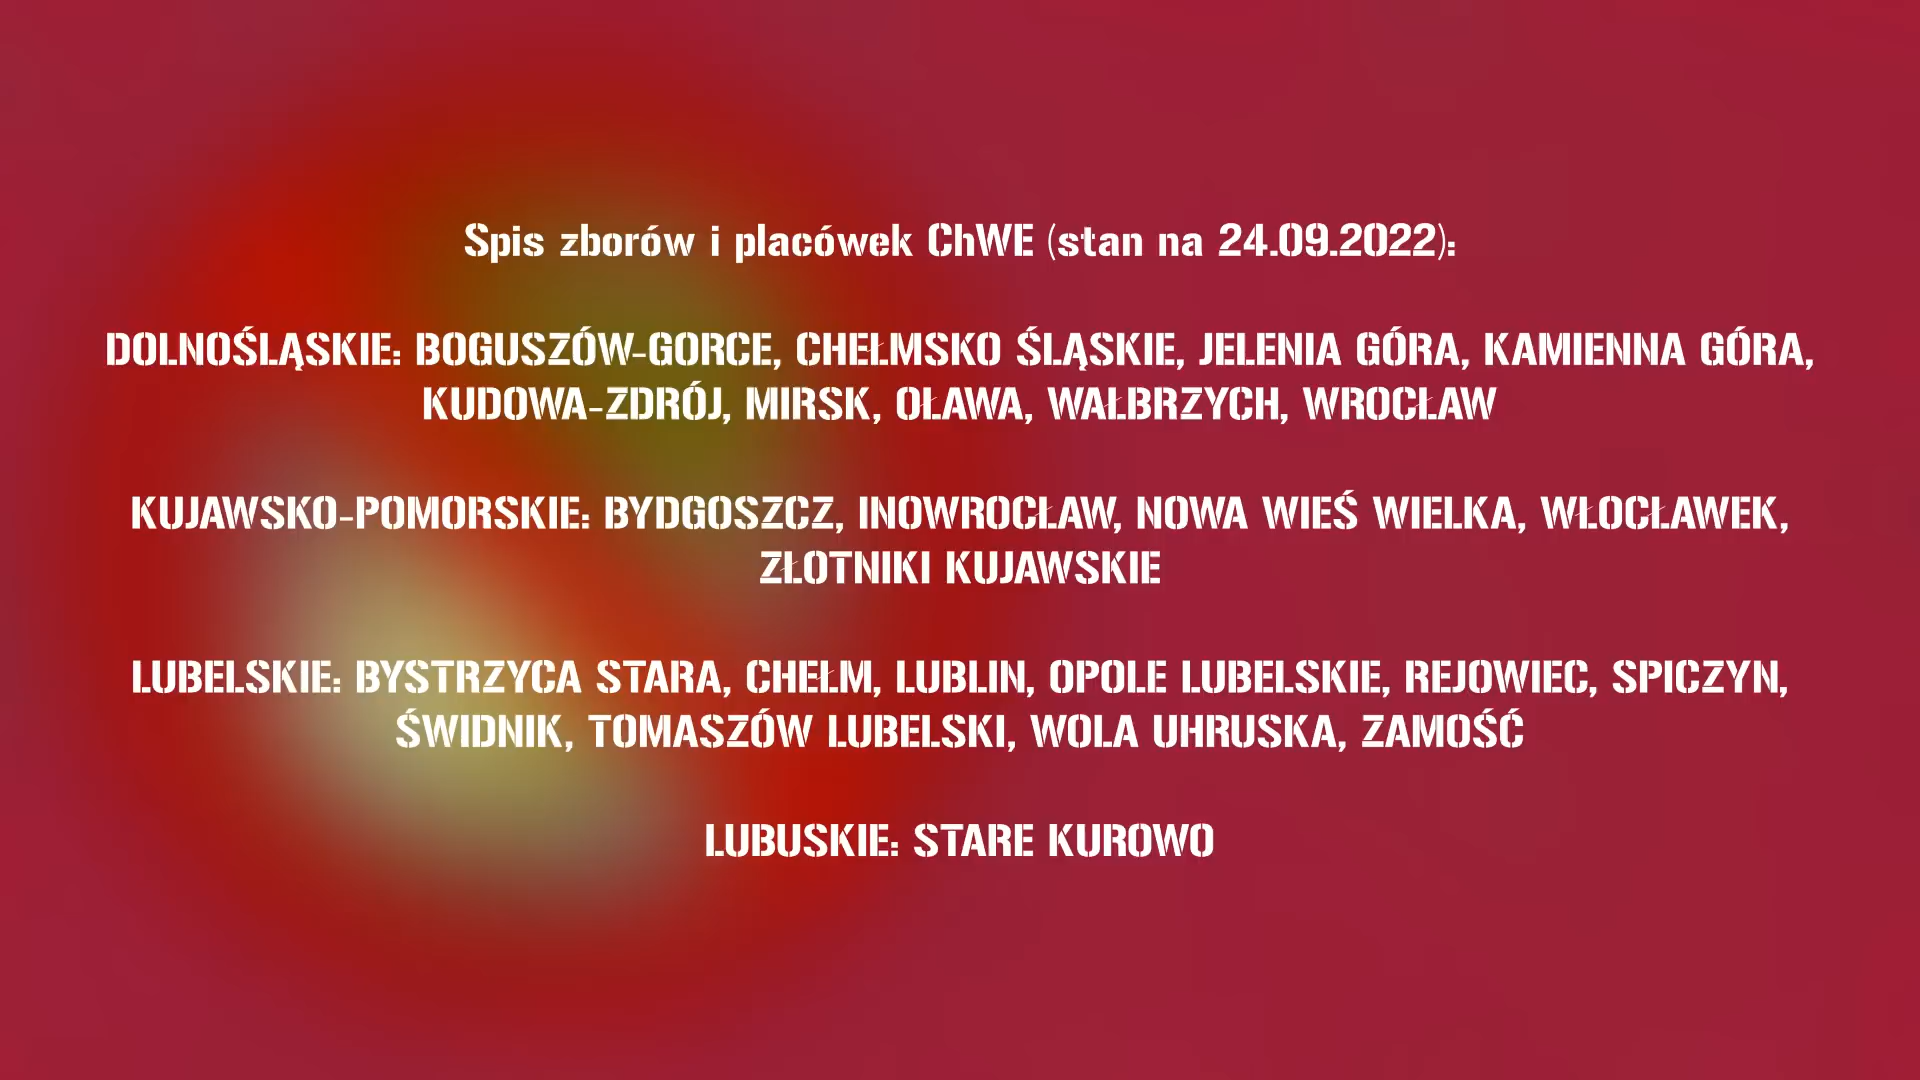 Spis zborów i placówek ChWE (stan na 24.09.2022):
DOLNOŚLĄSKIE: BOGUSZÓW-GORCE, CHEŁMSKO ŚLĄSKIE, JELENIA GÓRA, KAMIENNA GÓRA,
KUDOWA-ZDRÓJ, MIRSK, OŁAWA, WAŁBRZYCH, WROCŁAW
KUJAWSKO-POMORSKIE: BYDGOSZCZ, INOWROCŁAW, NOWA WIEŚ WIELKA, WŁOCŁAWEK,
ZŁOTNIKI KUJAWSKIE
LUBELSKIE: BYSTRZYCA STARA, CHEŁM, LUBLIN, OPOLE LUBELSKIE, REJOWIEC, SPICZYN,
ŚWIDNIK, TOMASZÓW LUBELSKI, WOLA UHRUSKA, ZAMOŚĆ
LUBUSKIE: STARE KUROWO